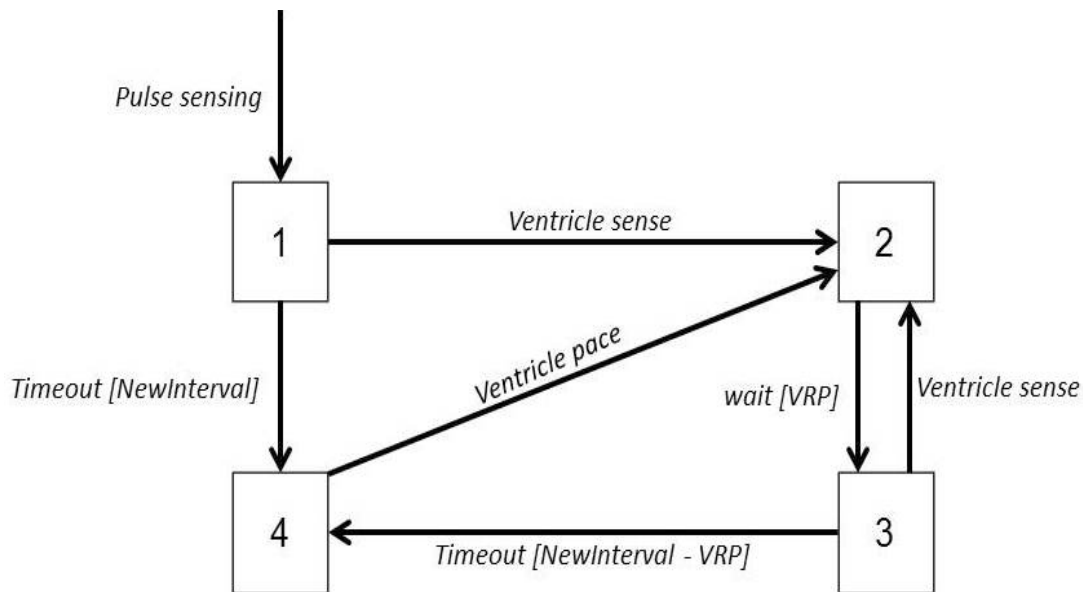 Pulse sensing
1
Ventricle sense
2
Timeout [NewInterval]
Ventricle pace
wait [VRP]
Ventricle sense
4
Timeout [NewInterval - VRP]
3